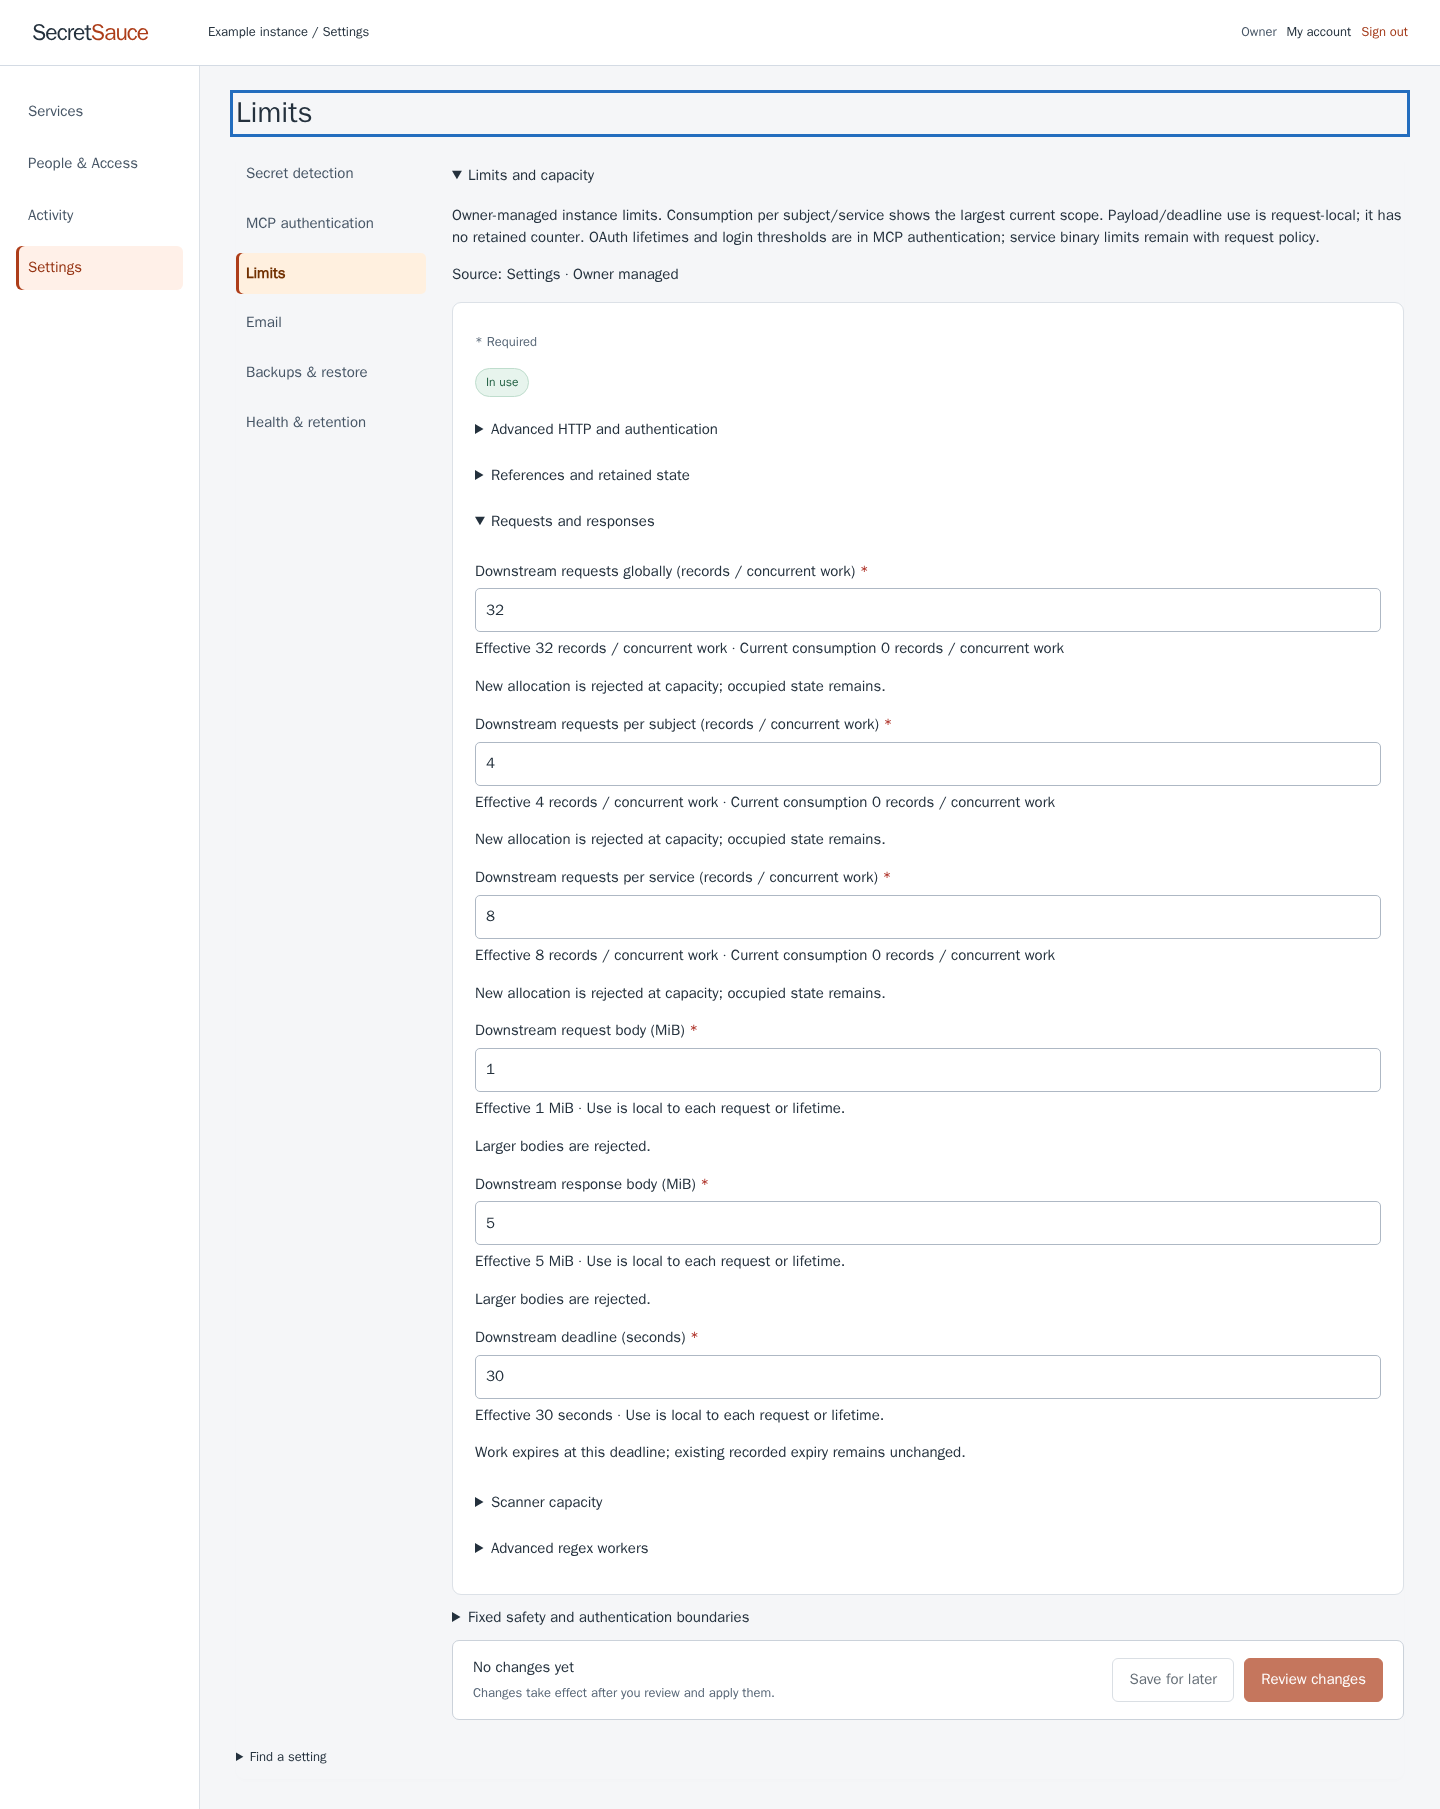 SecretSauce
Example instance / Settings
Owner My account Sign out
Services
People & Access
Activity
Settings
Limits
Secret detection
MCP authentication
Limits
Email
Backups & restore
Health & retention
▼ Limits and capacity
Owner-managed instance limits. Consumption per subject/service shows the largest current scope. Payload/deadline use is request-local; it has
no retained counter. OAuth lifetimes and login thresholds are in MCP authentication; service binary limits remain with request policy.
Source: Settings · Owner managed
* Required
In use
▶ Advanced HTTP and authentication
▶ References and retained state
▼ Requests and responses
Downstream requests globally (records / concurrent work) *
32
Effective 32 records / concurrent work · Current consumption 0 records / concurrent work
New allocation is rejected at capacity; occupied state remains.
Downstream requests per subject (records / concurrent work) *
4
Effective 4 records / concurrent work · Current consumption 0 records / concurrent work
New allocation is rejected at capacity; occupied state remains.
Downstream requests per service (records / concurrent work) *
8
Effective 8 records / concurrent work · Current consumption 0 records / concurrent work
New allocation is rejected at capacity; occupied state remains.
Downstream request body (MiB) *
1
Effective 1 MiB · Use is local to each request or lifetime.
Larger bodies are rejected.
Downstream response body (MiB) *
5
Effective 5 MiB · Use is local to each request or lifetime.
Larger bodies are rejected.
Downstream deadline (seconds) *
30
Effective 30 seconds · Use is local to each request or lifetime.
Work expires at this deadline; existing recorded expiry remains unchanged.
▶ Scanner capacity
▶ Advanced regex workers
▶ Fixed safety and authentication boundaries
No changes yet
Changes take effect after you review and apply them.
Save for later
Review changes
▶ Find a setting